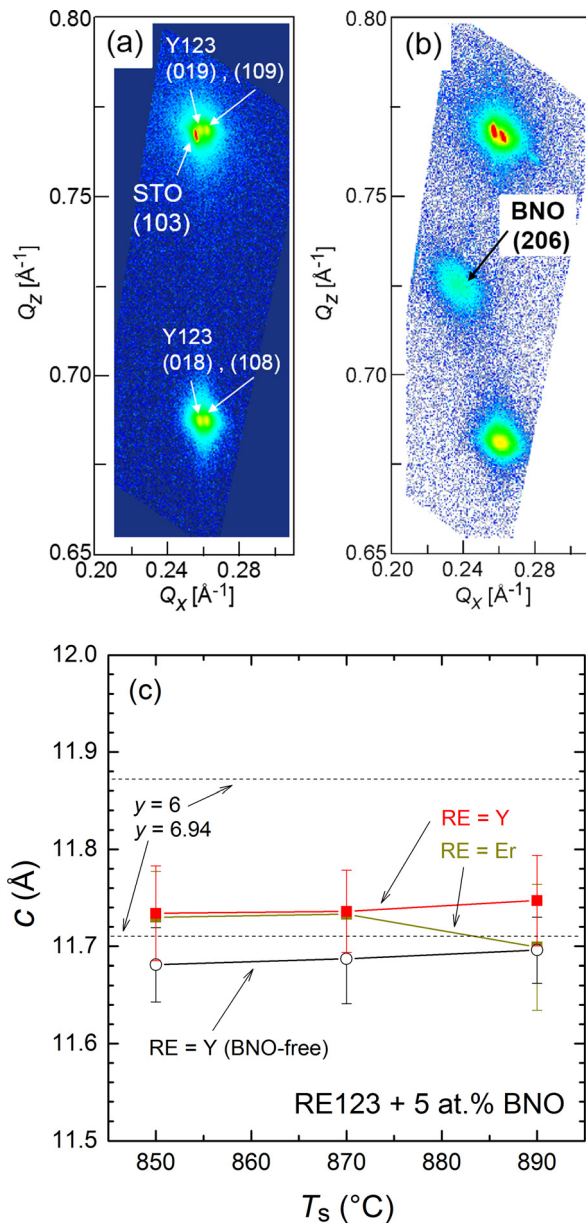 (a)
Y123
(019) , (109)
STO
(103)
Y123
(018) , (108)
0.80
0.75
0.70
0.65
Q_Z [Å⁻¹]
0.20 0.24 0.28
Q_X [Å⁻¹]
(b)
BNO
(206)
0.80
0.75
0.70
0.65
Q_Z [Å⁻¹]
0.20 0.24 0.28
Q_X [Å⁻¹]
(c)
12.0
11.9
11.8
11.7
11.6
11.5
c (Å)
y = 6
y = 6.94
RE = Y
RE = Er
RE = Y (BNO-free)
RE123 + 5 at.% BNO
850 860 870 880 890
T_s (°C)